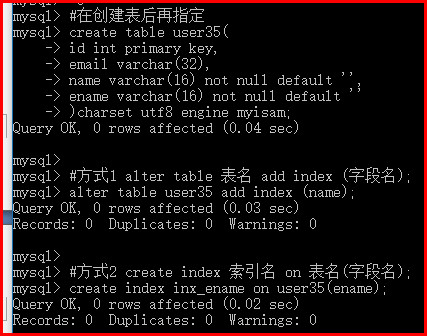 mysql> #在创建表后再指定
mysql> create table user35(
    -> id int primary key,
    -> email varchar(32),
    -> name varchar(16) not null default '',
    -> ename varchar(16) not null default ''
    -> )charset utf8 engine myisam;
Query OK, 0 rows affected (0.04 sec)
mysql>
mysql> #方式1 alter table 表名 add index (字段名);
mysql> alter table user35 add index (name);
Query OK, 0 rows affected (0.03 sec)
Records: 0  Duplicates: 0  Warnings: 0
mysql>
mysql> #方式2 create index 索引名 on 表名(字段名);
mysql> create index inx_ename on user35(ename);
Query OK, 0 rows affected (0.02 sec)
Records: 0  Duplicates: 0  Warnings: 0